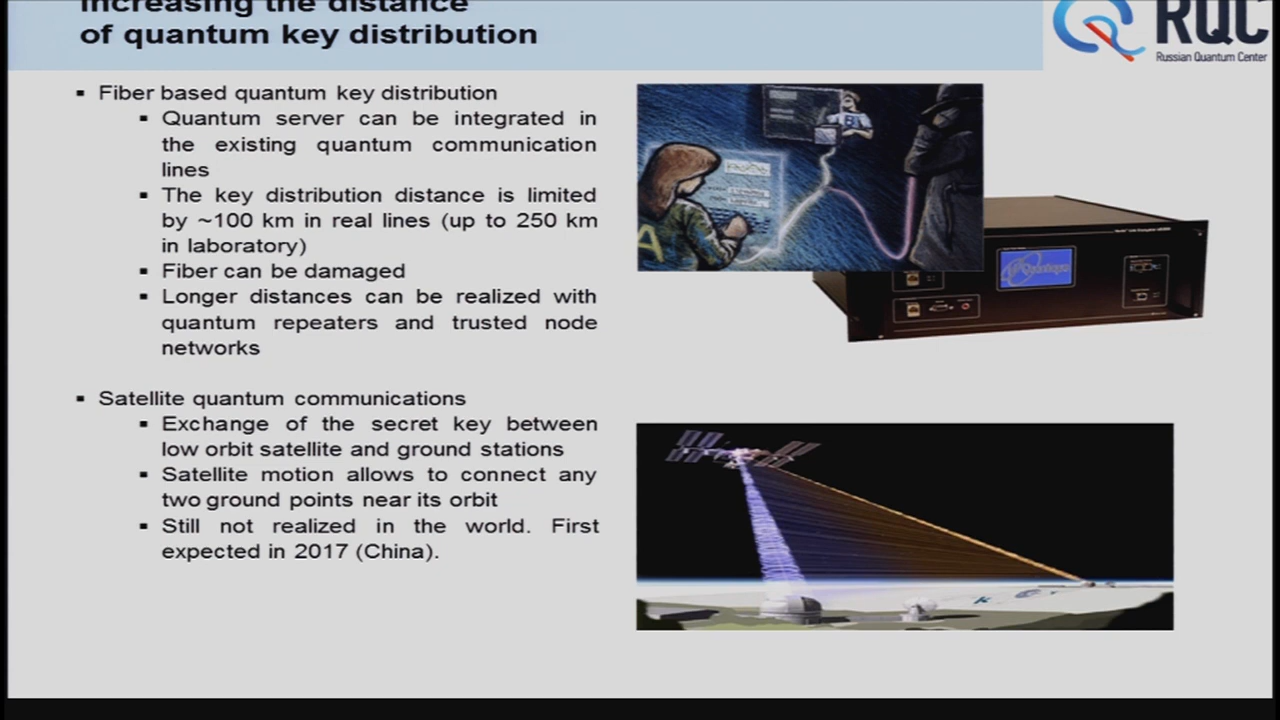 Increasing the distance
of quantum key distribution
RQC
Russian Quantum Center
▪ Fiber based quantum key distribution
▪ Quantum server can be integrated in
the existing quantum communication
lines
▪ The key distribution distance is limited
by ~100 km in real lines (up to 250 km
in laboratory)
▪ Fiber can be damaged
▪ Longer distances can be realized with
quantum repeaters and trusted node
networks
▪ Satellite quantum communications
▪ Exchange of the secret key between
low orbit satellite and ground stations
▪ Satellite motion allows to connect any
two ground points near its orbit
▪ Still not realized in the world. First
expected in 2017 (China).
A